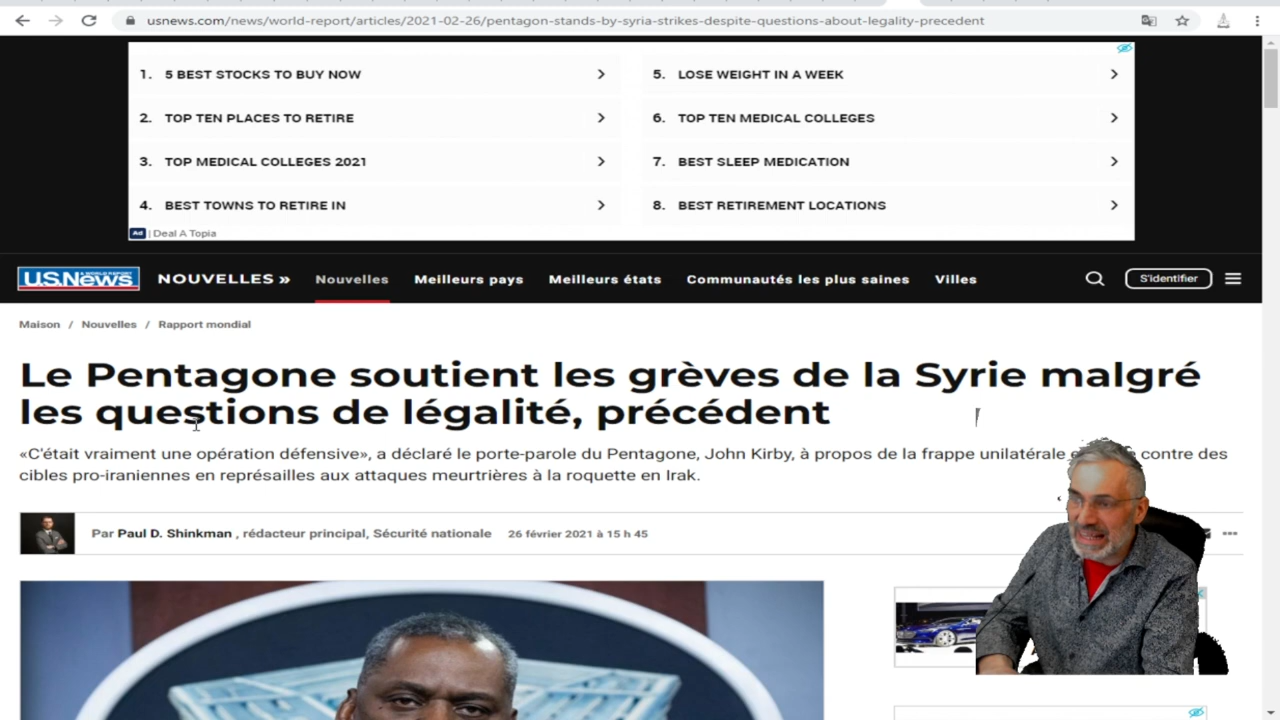 usnews.com/news/world-report/articles/2021-02-26/pentagon-stands-by-syria-strikes-despite-questions-about-legality-precedent
1. 5 BEST STOCKS TO BUY NOW
2. TOP TEN PLACES TO RETIRE
3. TOP MEDICAL COLLEGES 2021
4. BEST TOWNS TO RETIRE IN
5. LOSE WEIGHT IN A WEEK
6. TOP TEN MEDICAL COLLEGES
7. BEST SLEEP MEDICATION
8. BEST RETIREMENT LOCATIONS
Ad | Deal A Topia
U.S.News NOUVELLES » Nouvelles Meilleurs pays Meilleurs états Communautés les plus saines Villes S'identifier
Maison / Nouvelles / Rapport mondial
Le Pentagone soutient les grèves de la Syrie malgré
les questions de légalité, précédent
«C'était vraiment une opération défensive», a déclaré le porte-parole du Pentagone, John Kirby, à propos de la frappe unilatérale contre des
cibles pro-iraniennes en représailles aux attaques meurtrières à la roquette en Irak.
Par Paul D. Shinkman , rédacteur principal, Sécurité nationale 26 février 2021 à 15 h 45